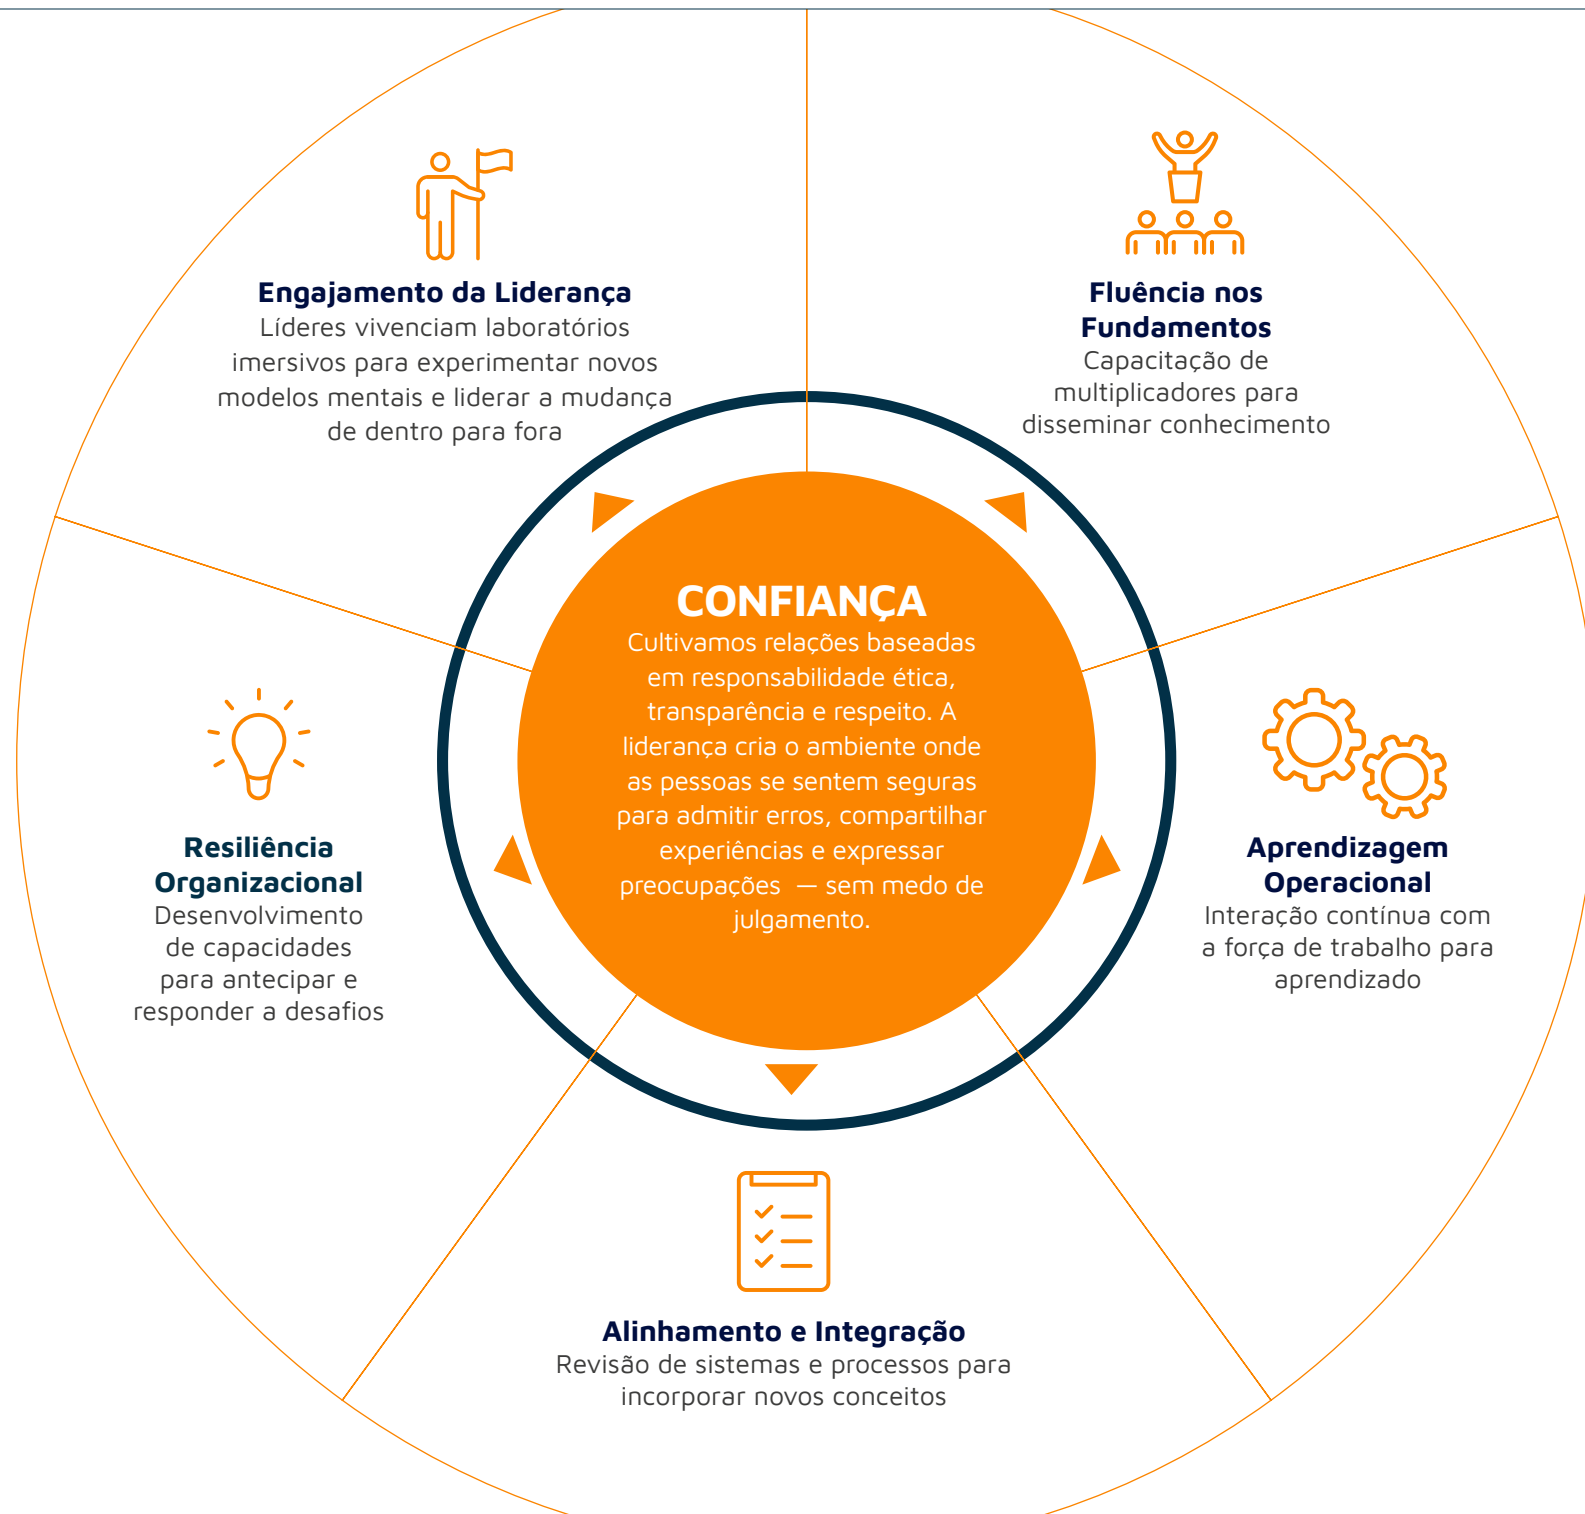 Engajamento da Liderança
Líderes vivenciam laboratórios
imersivos para experimentar novos
modelos mentais e liderar a mudança
de dentro para fora
Fluência nos
Fundamentos
Capacitação de
multiplicadores para
disseminar conhecimento
CONFIANÇA
Cultivamos relações baseadas
em responsabilidade ética,
transparência e respeito. A
liderança cria o ambiente onde
as pessoas se sentem seguras
para admitir erros, compartilhar
experiências e expressar
preocupações — sem medo de
julgamento.
Resiliência
Organizacional
Desenvolvimento
de capacidades
para antecipar e
responder a desafios
Aprendizagem
Operacional
Interação contínua com
a força de trabalho para
aprendizado
Alinhamento e Integração
Revisão de sistemas e processos para
incorporar novos conceitos